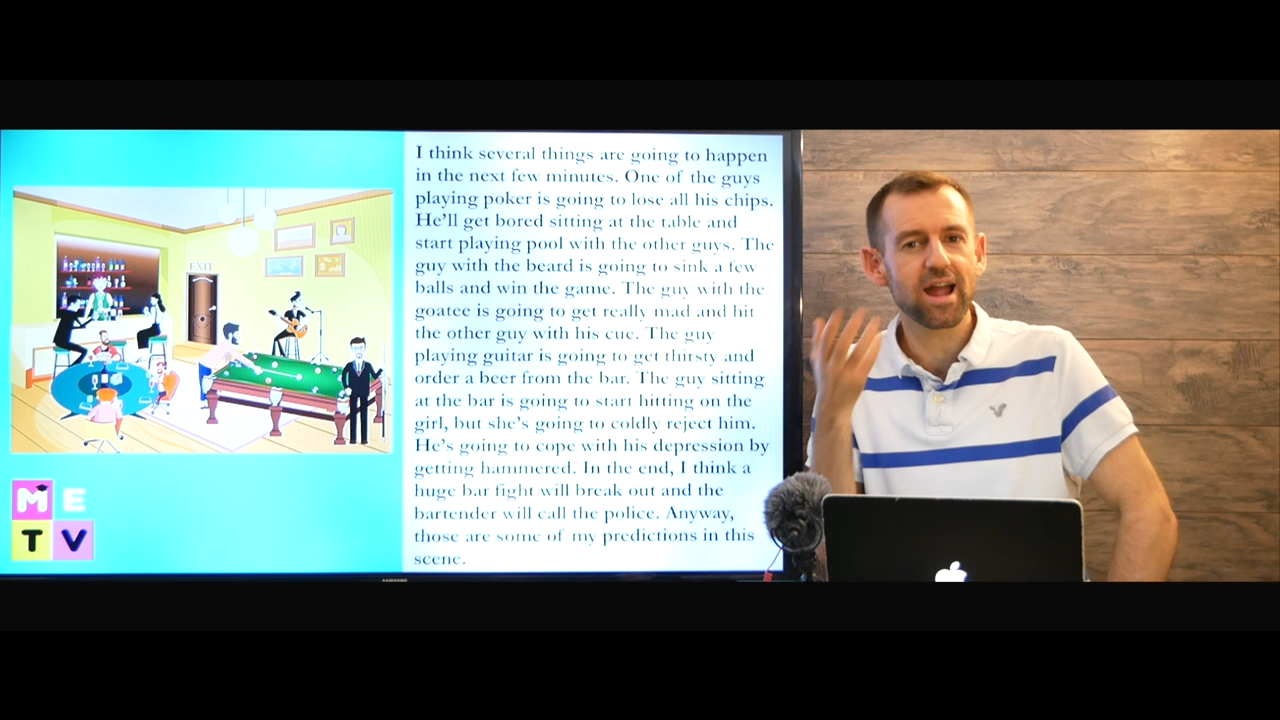 I think several things are going to happen
in the next few minutes. One of the guys
playing poker is going to lose all his chips.
He'll get bored sitting at the table and
start playing pool with the other guys. The
guy with the beard is going to sink a few
balls and win the game. The guy with the
goatee is going to get really mad and hit
the other guy with his cue. The guy
playing guitar is going to get thirsty and
order a beer from the bar. The guy sitting
at the bar is going to start hitting on the
girl, but she's going to coldly reject him.
He's going to cope with his depression by
getting hammered. In the end, I think a
huge bar fight will break out and the
bartender will call the police. Anyway,
those are some of my predictions in this
scene.
EXIT
M E
T V
SAMSUNG